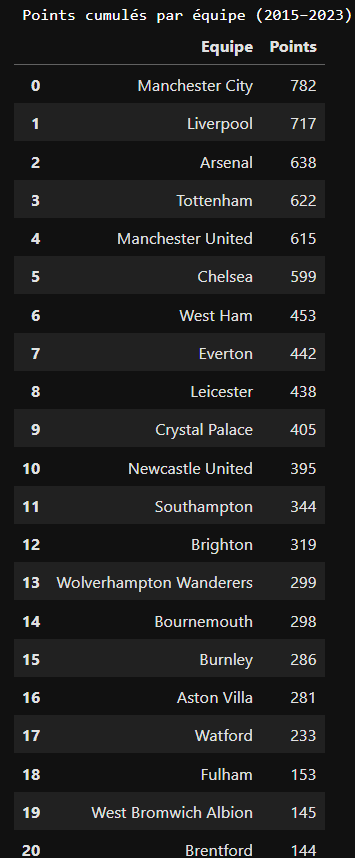 Points cumulés par équipe (2015–2023)
Equipe Points
0 Manchester City 782
1 Liverpool 717
2 Arsenal 638
3 Tottenham 622
4 Manchester United 615
5 Chelsea 599
6 West Ham 453
7 Everton 442
8 Leicester 438
9 Crystal Palace 405
10 Newcastle United 395
11 Southampton 344
12 Brighton 319
13 Wolverhampton Wanderers 299
14 Bournemouth 298
15 Burnley 286
16 Aston Villa 281
17 Watford 233
18 Fulham 153
19 West Bromwich Albion 145
20 Brentford 144